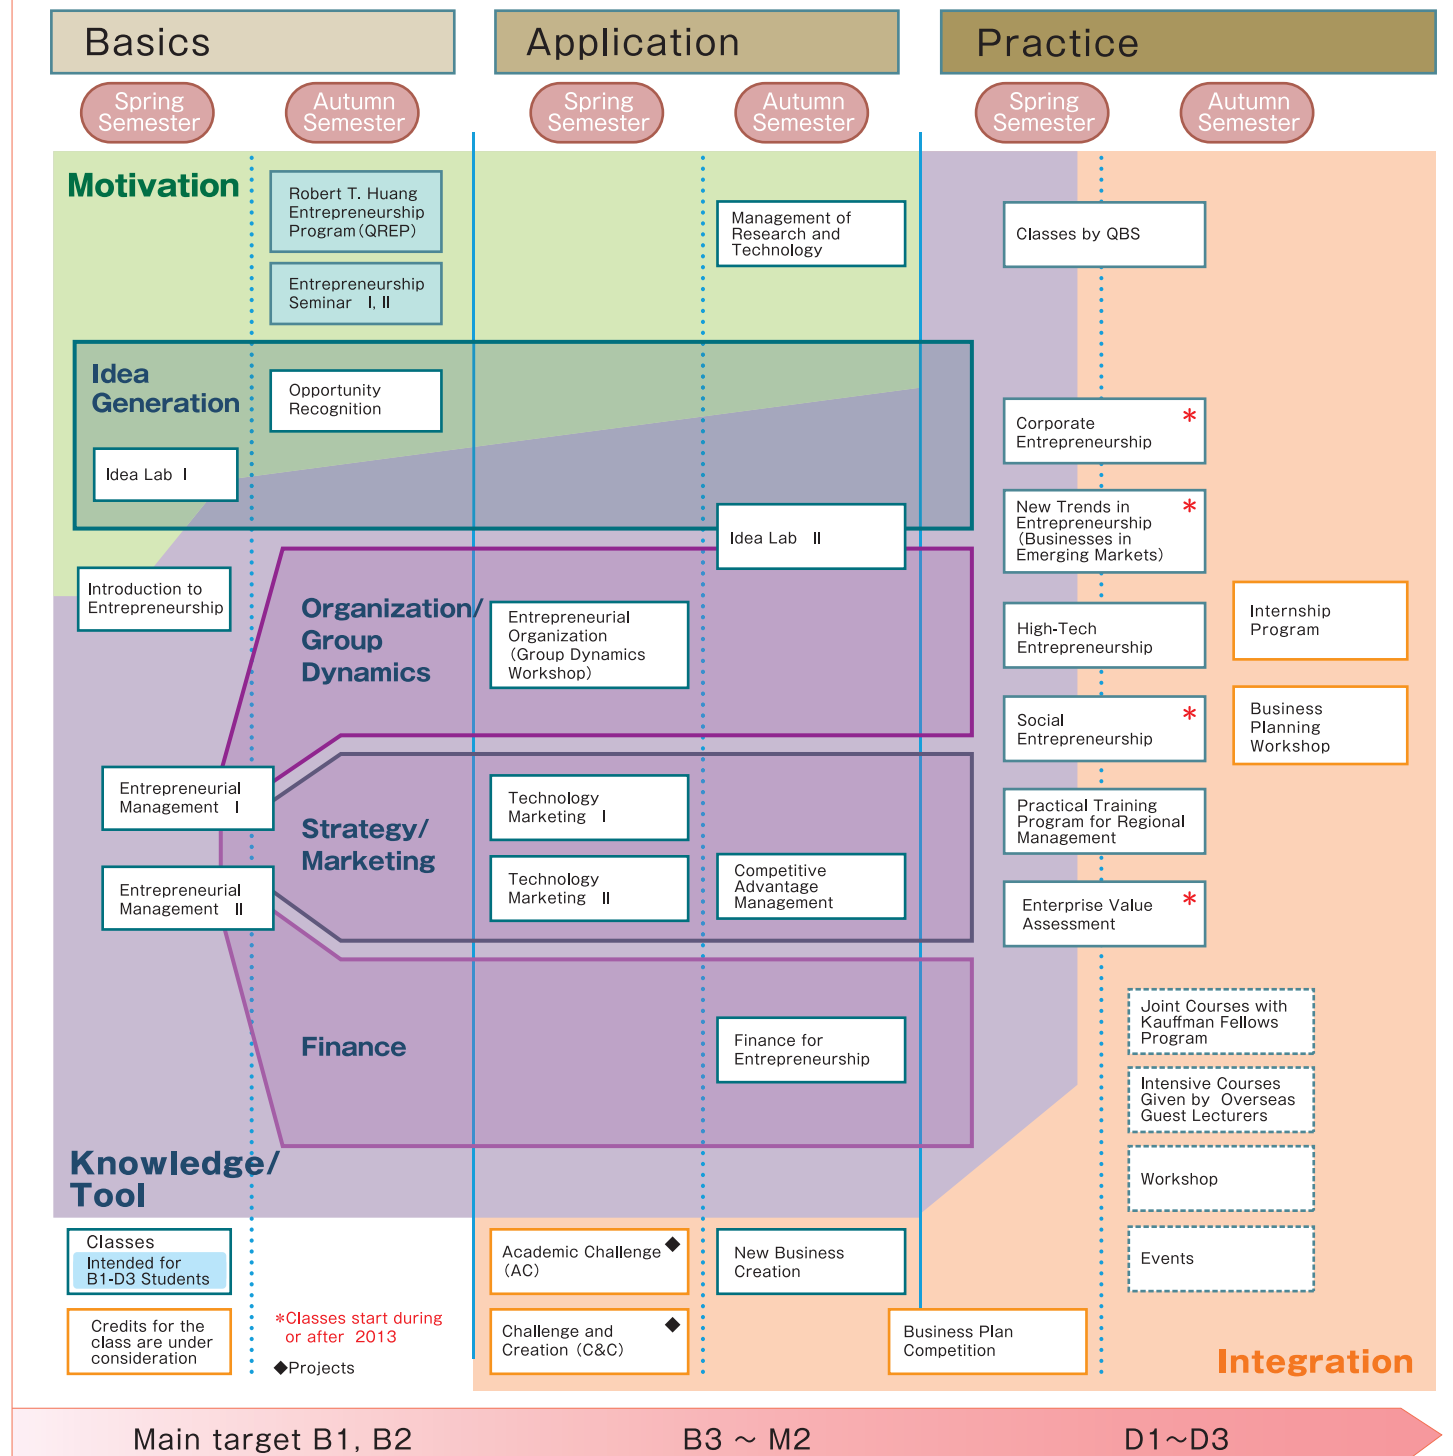 Basics
Application
Practice
Spring
Semester
Autumn
Semester
Spring
Semester
Autumn
Semester
Spring
Semester
Autumn
Semester
Motivation
Robert T. Huang
Entrepreneurship
Program(QREP)
Entrepreneurship
Seminar Ⅰ, Ⅱ
Management of
Research and
Technology
Classes by QBS
Idea
Generation
Opportunity
Recognition
Idea Lab Ⅰ
Idea Lab Ⅱ
Corporate
Entrepreneurship
*
New Trends in
Entrepreneurship
(Businesses in
Emerging Markets)
*
Introduction to
Entrepreneurship
Organization/
Group
Dynamics
Entrepreneurial
Organization
(Group Dynamics
Workshop)
High-Tech
Entrepreneurship
Internship
Program
Social
Entrepreneurship
*
Business
Planning
Workshop
Entrepreneurial
Management Ⅰ
Entrepreneurial
Management Ⅱ
Strategy/
Marketing
Technology
Marketing Ⅰ
Technology
Marketing Ⅱ
Competitive
Advantage
Management
Practical Training
Program for Regional
Management
Enterprise Value
Assessment
*
Finance
Finance for
Entrepreneurship
Joint Courses with
Kauffman Fellows
Program
Intensive Courses
Given by Overseas
Guest Lecturers
Workshop
Events
Knowledge/
Tool
Classes
Intended for
B1-D3 Students
Credits for the
class are under
consideration
*Classes start during
or after 2013
◆Projects
Academic Challenge ◆
(AC)
Challenge and ◆
Creation (C&C)
New Business
Creation
Business Plan
Competition
Integration
Main target B1, B2
B3 ~ M2
D1~D3